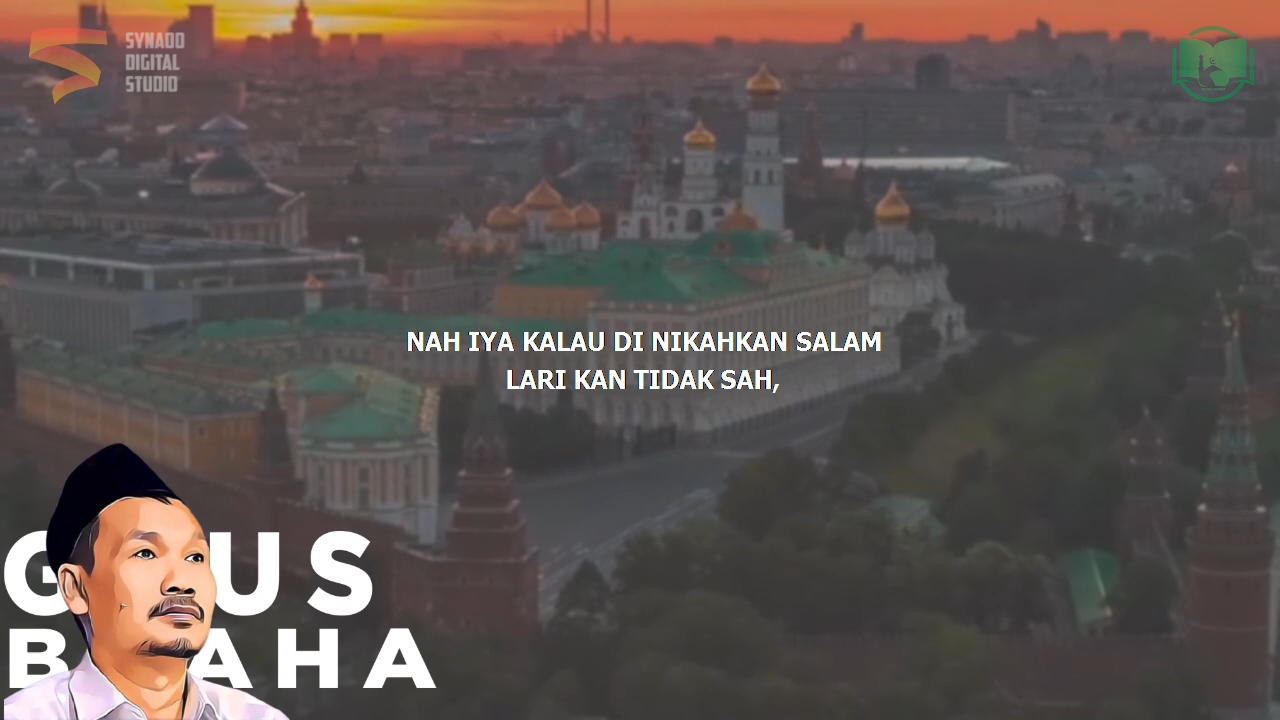 SYNADO
DIGITAL
STUDIO
NAH IYA KALAU DI NIKAHKAN SALAM
LARI KAN TIDAK SAH,
GUS
BAHA